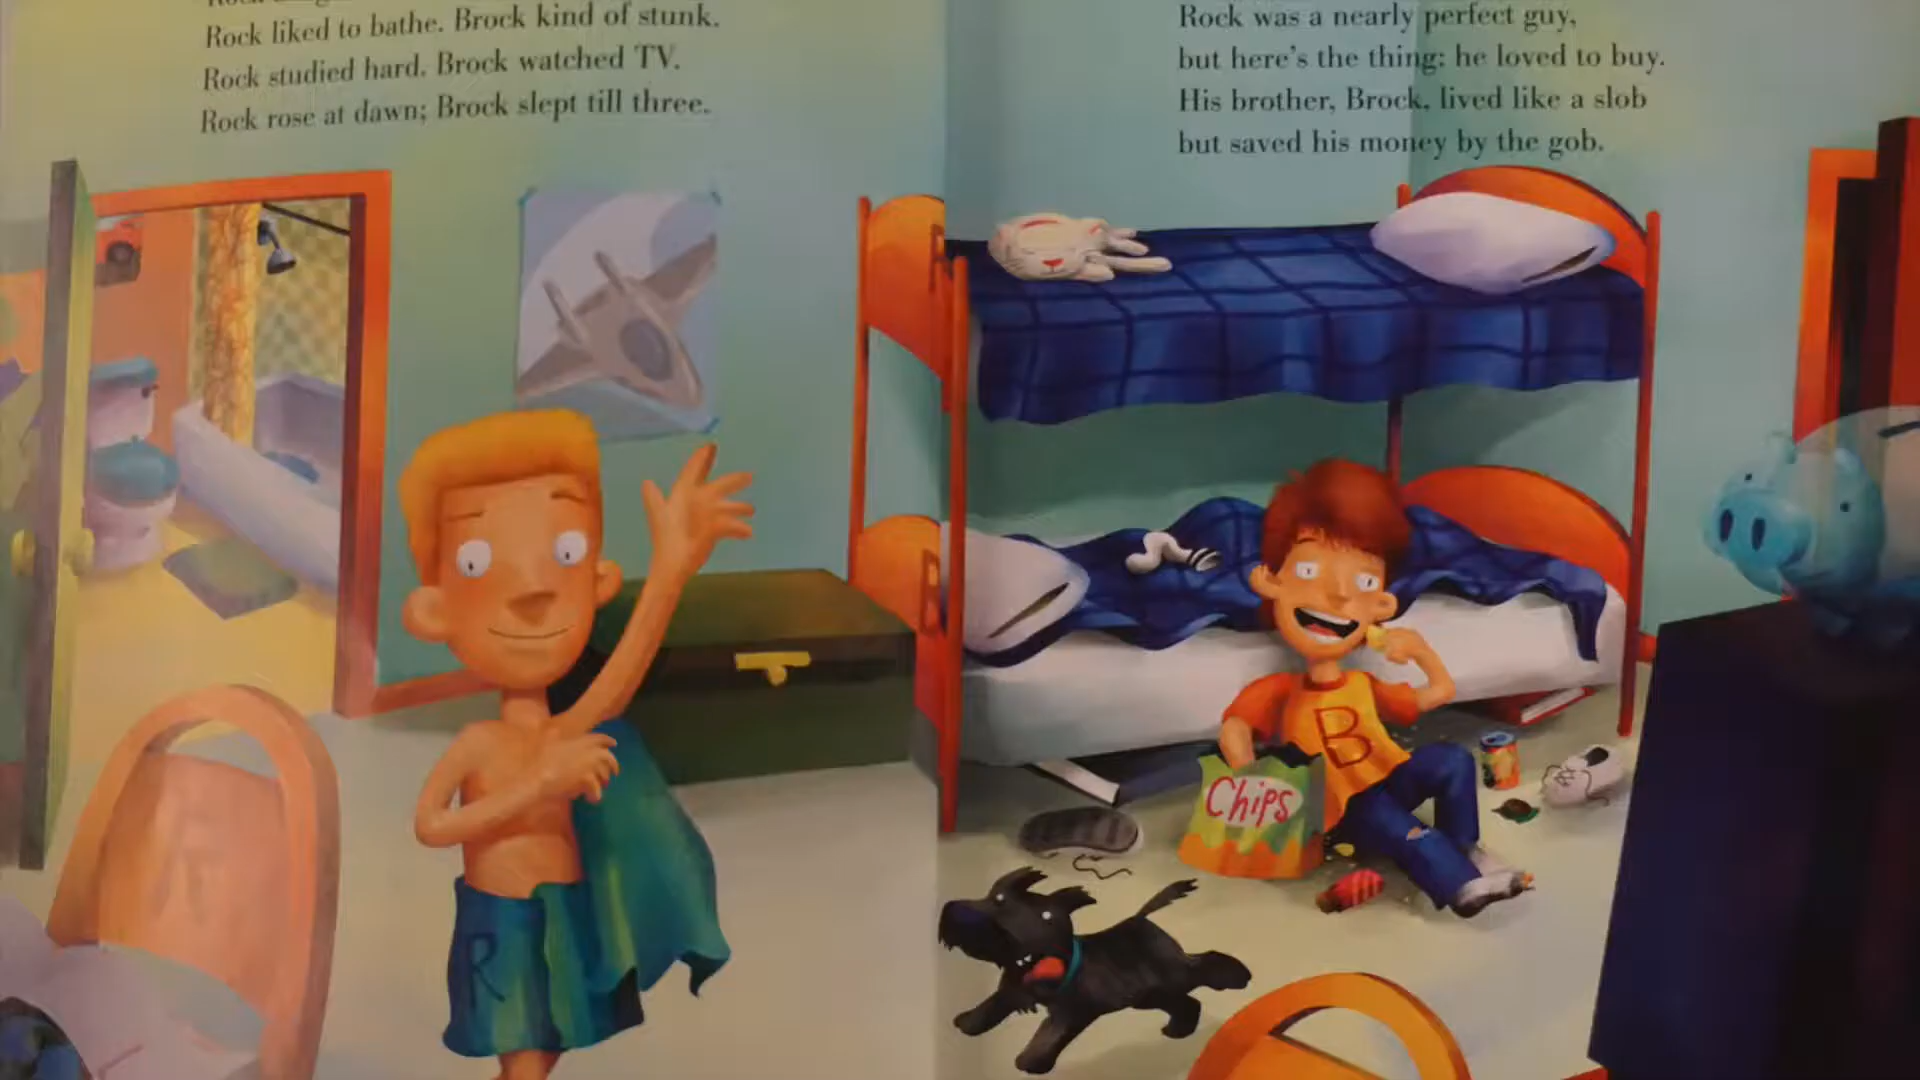 Rock liked to bathe. Brock kind of stunk.
Rock studied hard. Brock watched TV.
Rock rose at dawn; Brock slept till three.
Rock was a nearly perfect guy,
but here's the thing: he loved to buy.
His brother, Brock, lived like a slob
but saved his money by the gob.
R
B
R
B
Chips